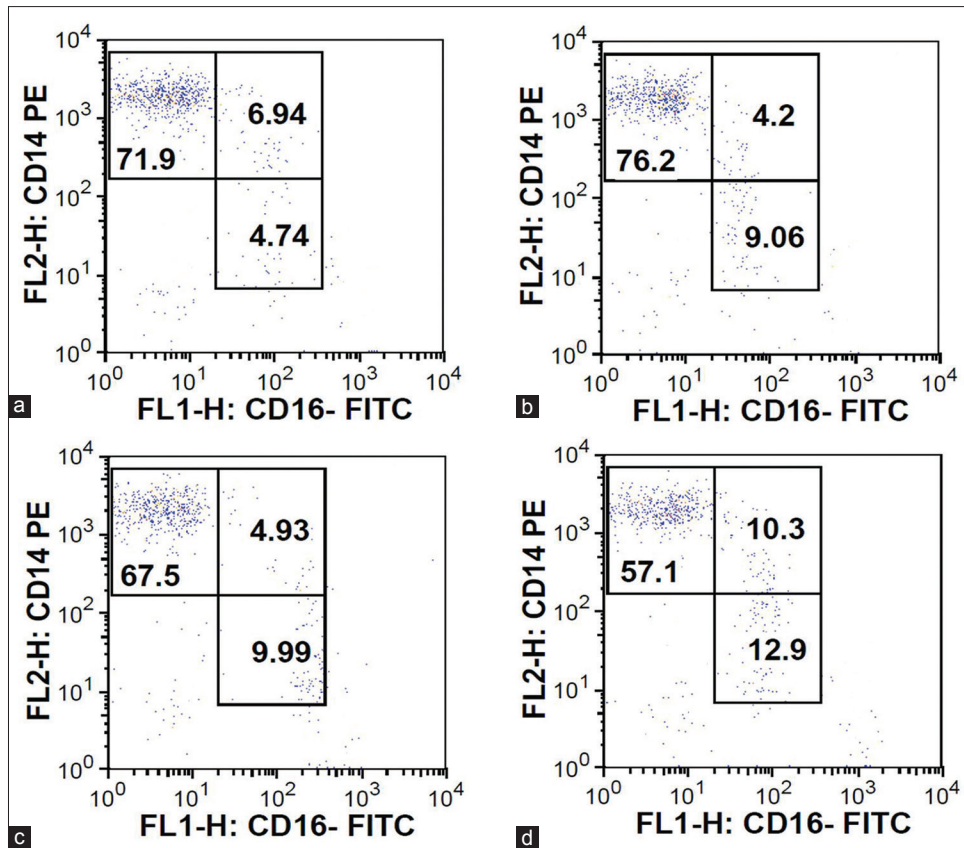 10^4
10^3
10^2
10^1
10^0
FL2-H: CD14 PE
6.94
71.9
4.74
10^0 10^1 10^2 10^3 10^4
FL1-H: CD16- FITC
a
10^4
10^3
10^2
10^1
10^0
FL2-H: CD14 PE
4.2
76.2
9.06
10^0 10^1 10^2 10^3 10^4
FL1-H: CD16- FITC
b
10^4
10^3
10^2
10^1
10^0
FL2-H: CD14 PE
4.93
67.5
9.99
10^0 10^1 10^2 10^3 10^4
FL1-H: CD16- FITC
c
10^4
10^3
10^2
10^1
10^0
FL2-H: CD14 PE
10.3
57.1
12.9
10^0 10^1 10^2 10^3 10^4
FL1-H: CD16- FITC
d